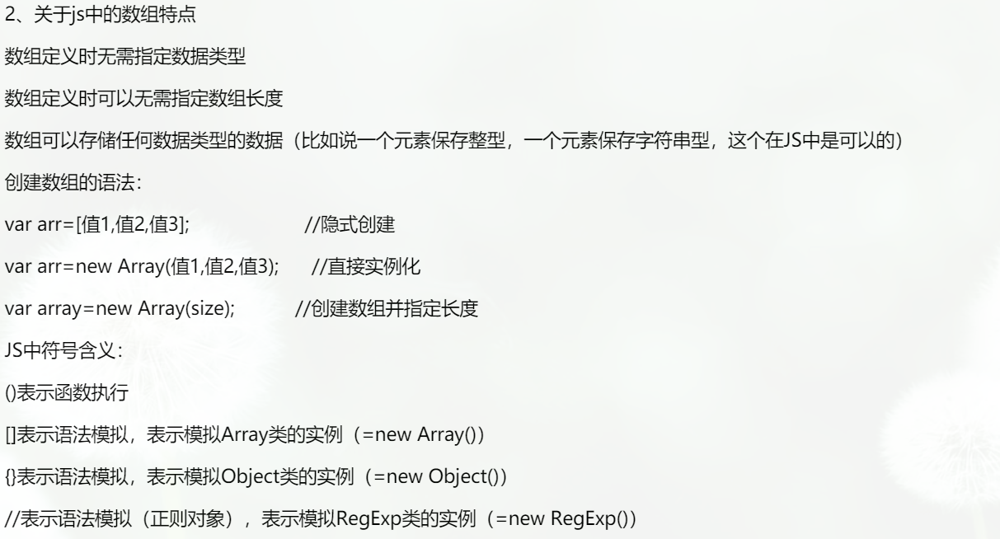 2、关于js中的数组特点
数组定义时无需指定数据类型
数组定义时可以无需指定数组长度
数组可以存储任何数据类型的数据（比如说一个元素保存整型，一个元素保存字符串型，这个在JS中是可以的）
创建数组的语法：
var arr=[值1,值2,值3]; //隐式创建
var arr=new Array(值1,值2,值3); //直接实例化
var array=new Array(size); //创建数组并指定长度
JS中符号含义：
()表示函数执行
[]表示语法模拟，表示模拟Array类的实例（=new Array()）
{}表示语法模拟，表示模拟Object类的实例（=new Object()）
//表示语法模拟（正则对象），表示模拟RegExp类的实例（=new RegExp()）